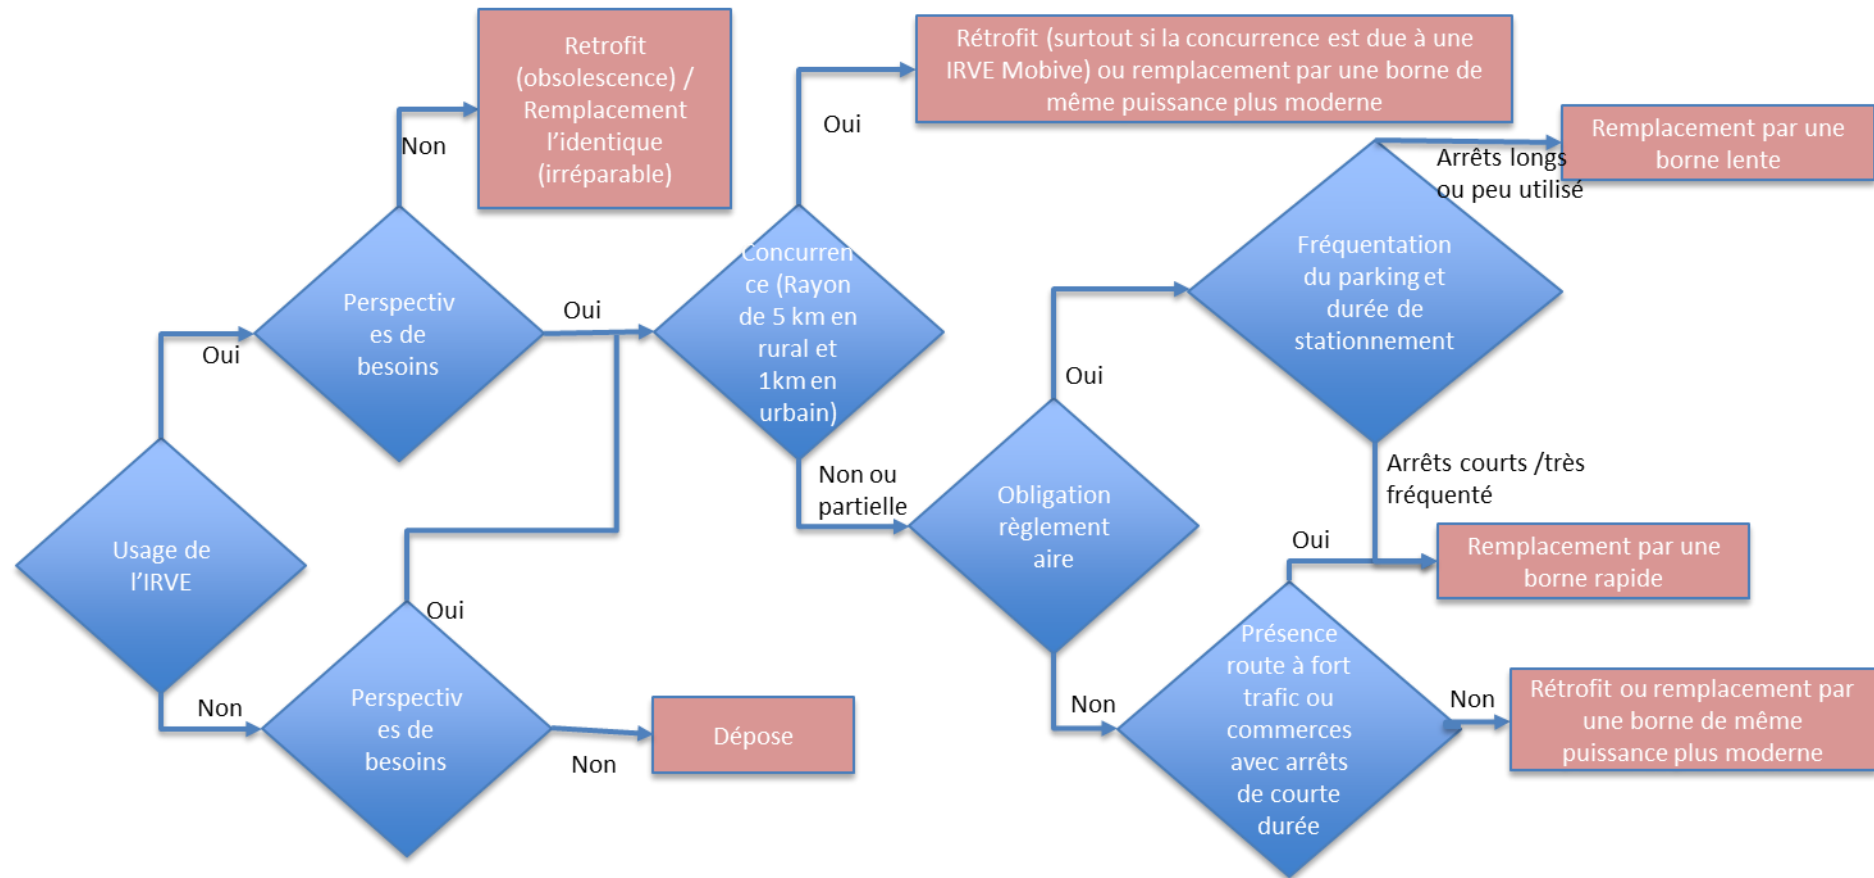 Retrofit
(obsolescence) /
Remplacement
l’identique
(irréparable)
Non
Rétrofit (surtout si la concurrence est due à une
IRVE Mobive) ou remplacement par une borne de
même puissance plus moderne
Oui
Remplacement par une
borne lente
Arrêts longs
ou peu utilisé
Perspectiv
es de
besoins
Oui
Oui
Concurren
ce (Rayon
de 5 km en
rural et
1km en
urbain)
Fréquentation
du parking et
durée de
stationnement
Oui
Usage de
l’IRVE
Non ou
partielle
Obligation
règlement
aire
Arrêts courts /très
fréquenté
Oui
Remplacement par une
borne rapide
Oui
Non
Perspectiv
es de
besoins
Non
Dépose
Non
Présence
route à fort
trafic ou
commerces
avec arrêts
de courte
durée
Non
Rétrofit ou remplacement par
une borne de même
puissance plus moderne